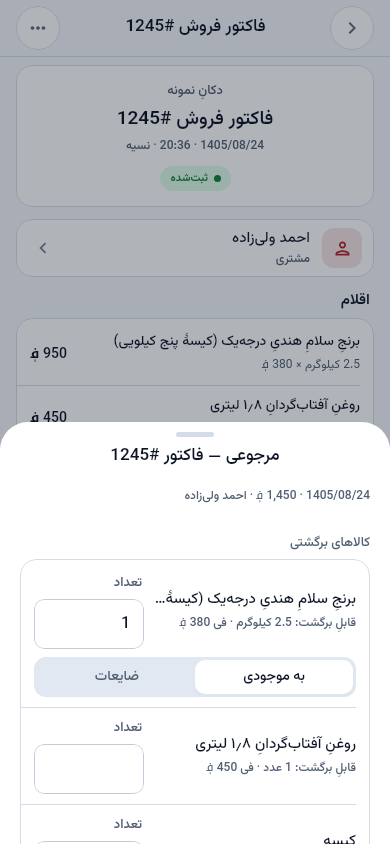 فاکتور فروش #1245
دکانِ نمونه
فاکتور فروش #1245
1405/08/24 · 20:36 · نسیه
ثبت‌شده
احمد ولی‌زاده
مشتری
اقلام
برنجِ سلامِ هندیِ درجه‌یک (کیسهٔ پنج کیلویی)
950 ؋
2.5 کیلوگرم × 380 ؋
روغنِ آفتاب‌گردانِ ۱٫۸ لیتری
450 ؋
مرجوعی — فاکتور #1245
1405/08/24 · 1,450 ؋ · احمد ولی‌زاده
کالاهای برگشتی
برنجِ سلامِ هندیِ درجه‌یک (کیسهٔ…
قابلِ برگشت: 2.5 کیلوگرم · فی 380 ؋
تعداد
1
به موجودی
ضایعات
روغنِ آفتاب‌گردانِ ۱٫۸ لیتری
قابلِ برگشت: 1 عدد · فی 450 ؋
تعداد
کیسه
تعداد